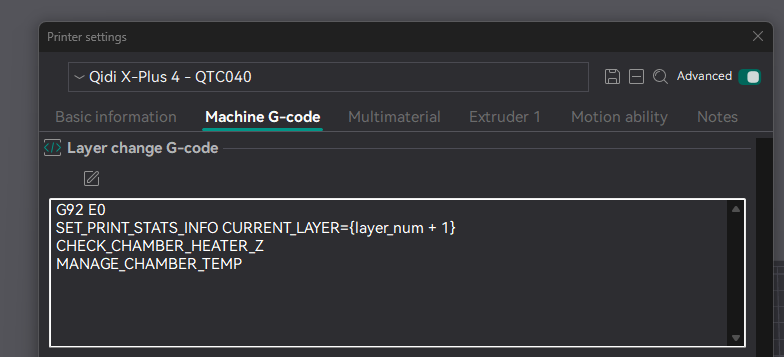 Printer settings
Qidi X-Plus 4 - QTC040
Advanced
Basic information Machine G-code Multimaterial Extruder 1 Motion ability Notes
Layer change G-code
G92 E0
SET_PRINT_STATS_INFO CURRENT_LAYER={layer_num + 1}
CHECK_CHAMBER_HEATER_Z
MANAGE_CHAMBER_TEMP